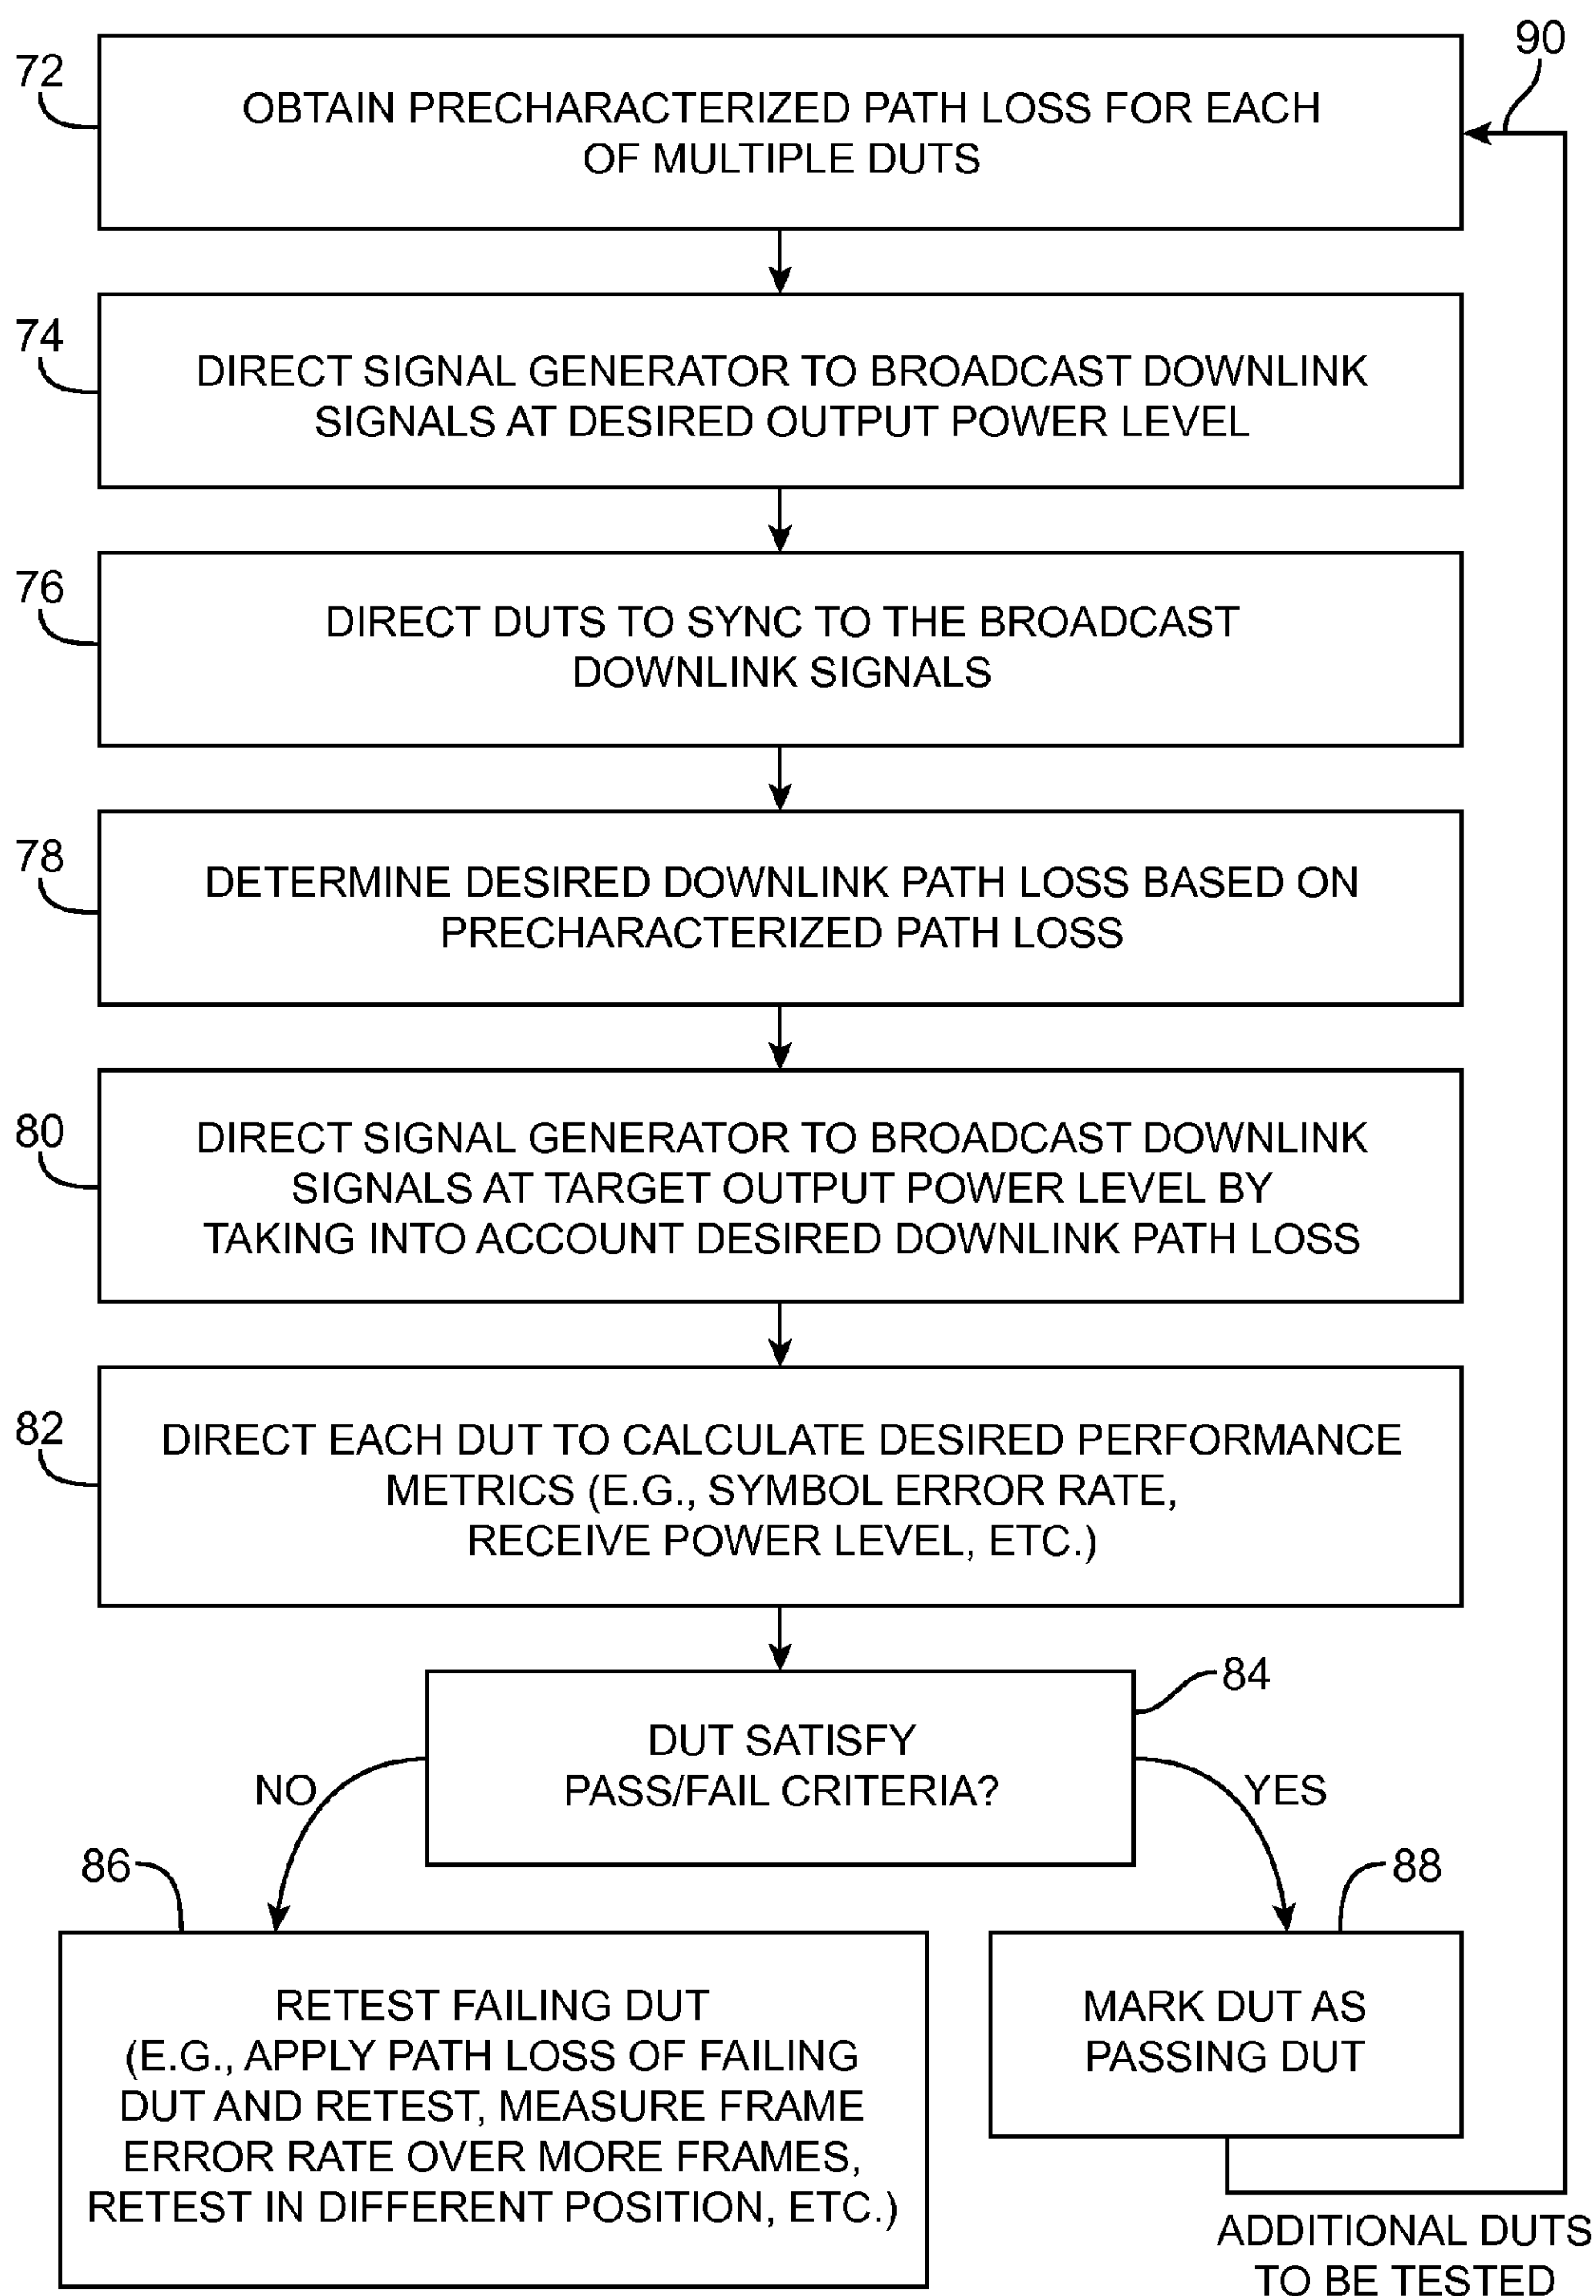 90
72
OBTAIN PRECHARACTERIZED PATH LOSS FOR EACH
OF MULTIPLE DUTS
74
DIRECT SIGNAL GENERATOR TO BROADCAST DOWNLINK
SIGNALS AT DESIRED OUTPUT POWER LEVEL
76
DIRECT DUTS TO SYNC TO THE BROADCAST
DOWNLINK SIGNALS
78
DETERMINE DESIRED DOWNLINK PATH LOSS BASED ON
PRECHARACTERIZED PATH LOSS
80
DIRECT SIGNAL GENERATOR TO BROADCAST DOWNLINK
SIGNALS AT TARGET OUTPUT POWER LEVEL BY
TAKING INTO ACCOUNT DESIRED DOWNLINK PATH LOSS
82
DIRECT EACH DUT TO CALCULATE DESIRED PERFORMANCE
METRICS (E.G., SYMBOL ERROR RATE,
RECEIVE POWER LEVEL, ETC.)
84
DUT SATISFY
PASS/FAIL CRITERIA?
NO
YES
86
88
RETEST FAILING DUT
(E.G., APPLY PATH LOSS OF FAILING
DUT AND RETEST, MEASURE FRAME
ERROR RATE OVER MORE FRAMES,
RETEST IN DIFFERENT POSITION, ETC.)
MARK DUT AS
PASSING DUT
ADDITIONAL DUTS
TO BE TESTED